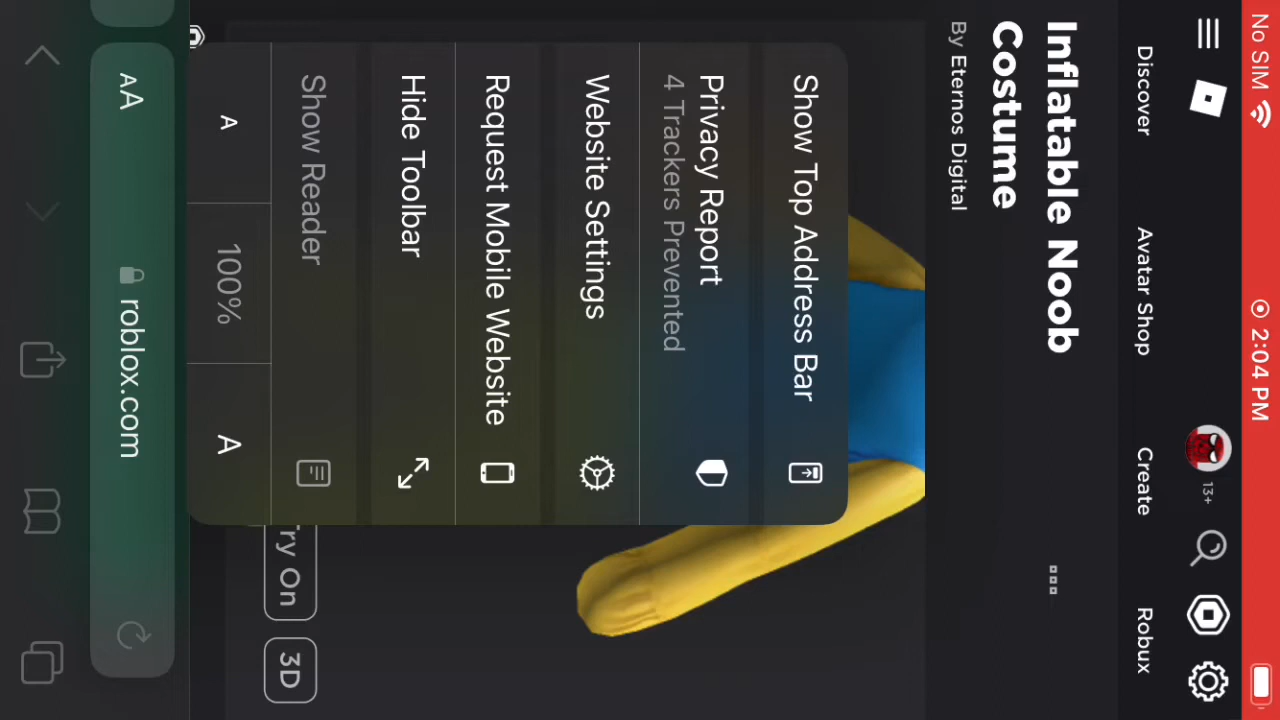 No SIM 2:04 PM
13+
Discover Avatar Shop Create Robux
Inflatable Noob
Costume
By Eternos Digital
Show Top Address Bar
Privacy Report
4 Trackers Prevented
Website Settings
Request Mobile Website
Hide Toolbar
Show Reader
A 100% A
Try On 3D
AA roblox.com